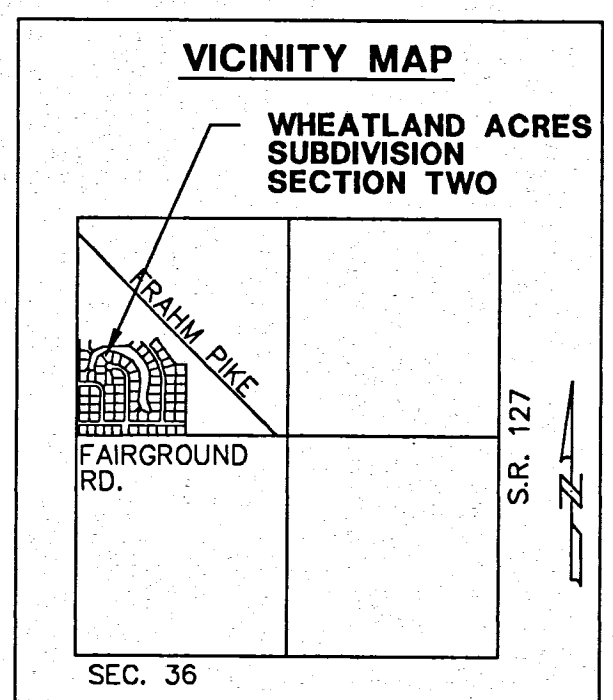 VICINITY MAP
WHEATLAND ACRES
SUBDIVISION
SECTION TWO
FRAHM PIKE
FAIRGROUND
RD.
S.R. 127
N
SEC. 36